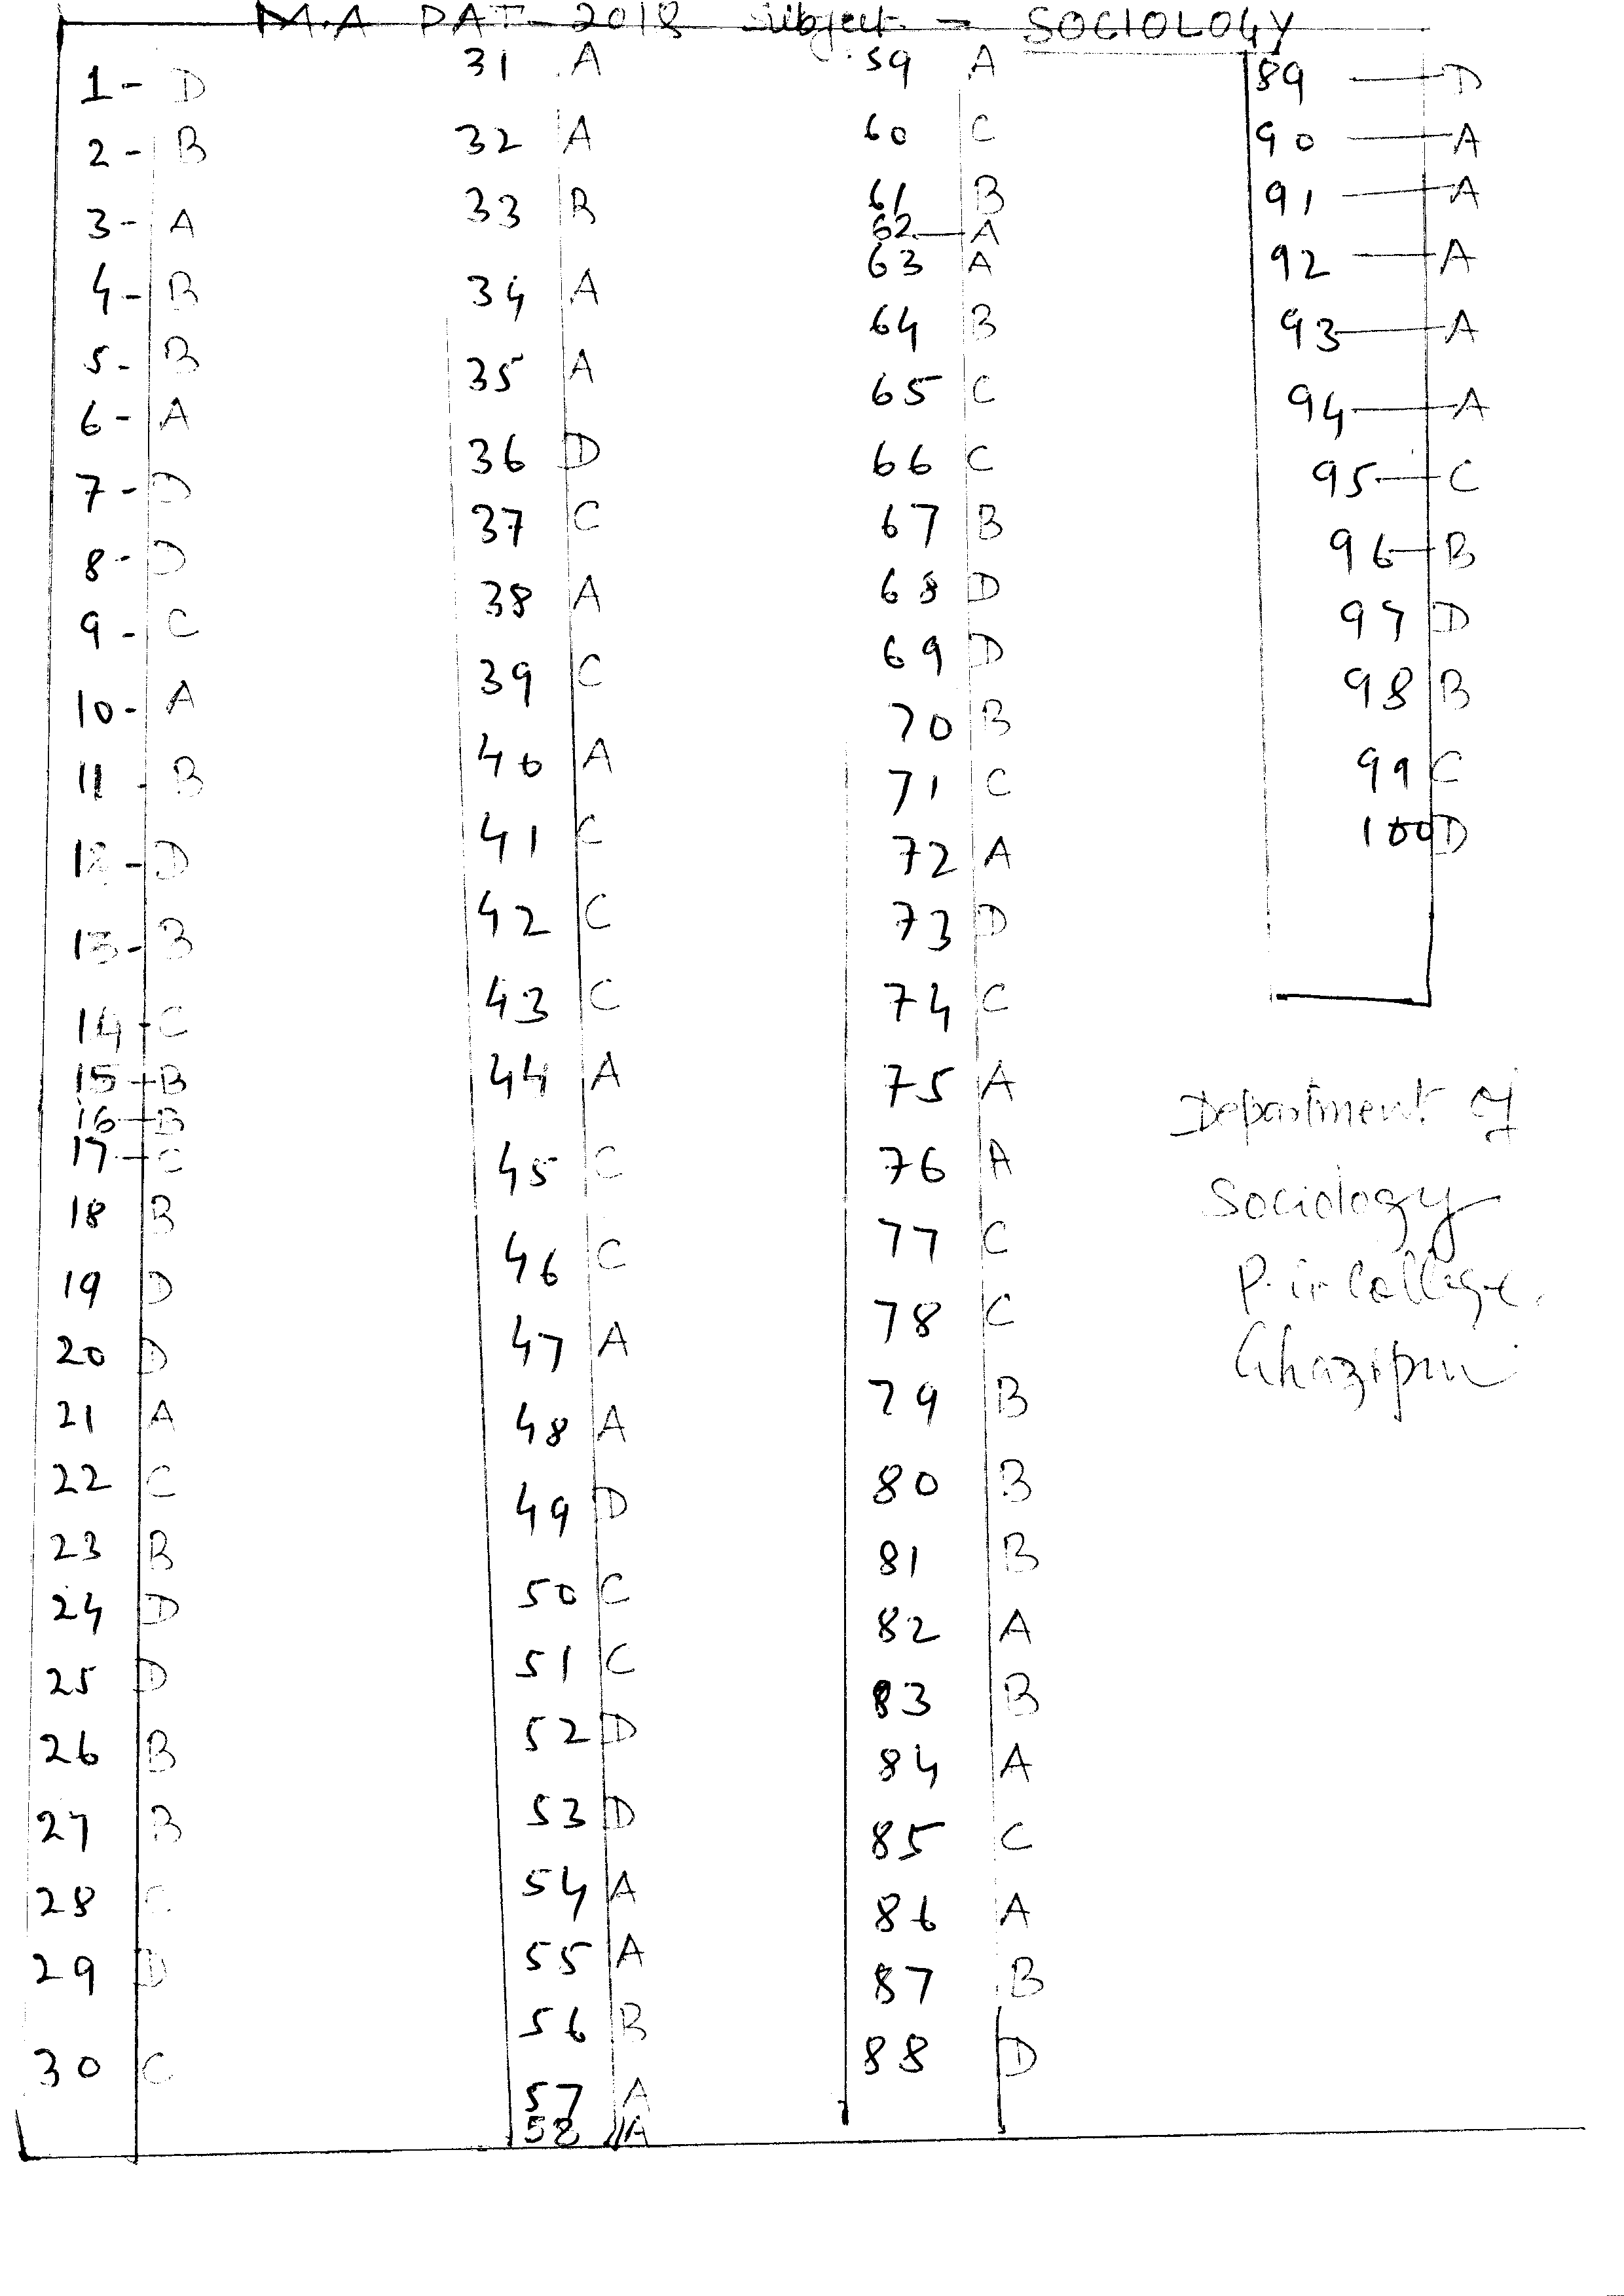 M.A PAT-2018 Subject - SOCIOLOGY
1- D
2- B
3- A
4- B
5- B
6- A
7- D
8- D
9- C
10- A
11- B
12- D
13- B
14- C
15- B
16- B
17- C
18 B
19 D
20 D
21 A
22 C
23 B
24 D
25 D
26 B
27 B
28 C
29 D
30 C
31 A
32 A
33 B
34 A
35 A
36 D
37 C
38 A
39 C
40 A
41 C
42 C
43 C
44 A
45 C
46 C
47 A
48 A
49 D
50 C
51 C
52 D
53 D
54 A
55 A
56 B
57 A
58 A
59 A
60 C
61 B
62 - A
63 A
64 B
65 C
66 C
67 B
68 D
69 D
70 B
71 C
72 A
73 D
74 C
75 A
76 A
77 C
78 C
79 B
80 B
81 B
82 A
83 B
84 A
85 C
86 A
87 B
88 D
89 - D
90 - A
91 - A
92 - A
93 - A
94 - A
95 - C
96 - B
97 D
98 B
99 C
100 D
Department of
Sociology
P.G College,
Ghazipur